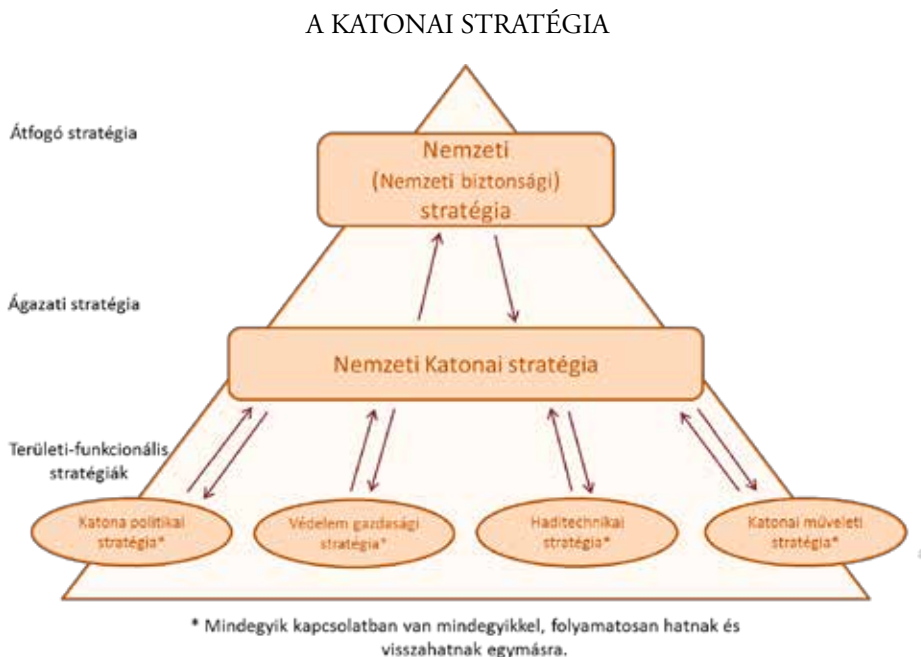 A KATONAI STRATÉGIA
Átfogó stratégia
Nemzeti
(Nemzeti biztonsági)
stratégia
Ágazati stratégia
Nemzeti Katonai stratégia
Területi-funkcionális
stratégiák
Katona politikai
stratégia*
Védelem gazdasági
stratégia*
Haditechnikai
stratégia*
Katonai műveleti
stratégia*
* Mindegyik kapcsolatban van mindegyikkel, folyamatosan hatnak és
visszahatnak egymásra.